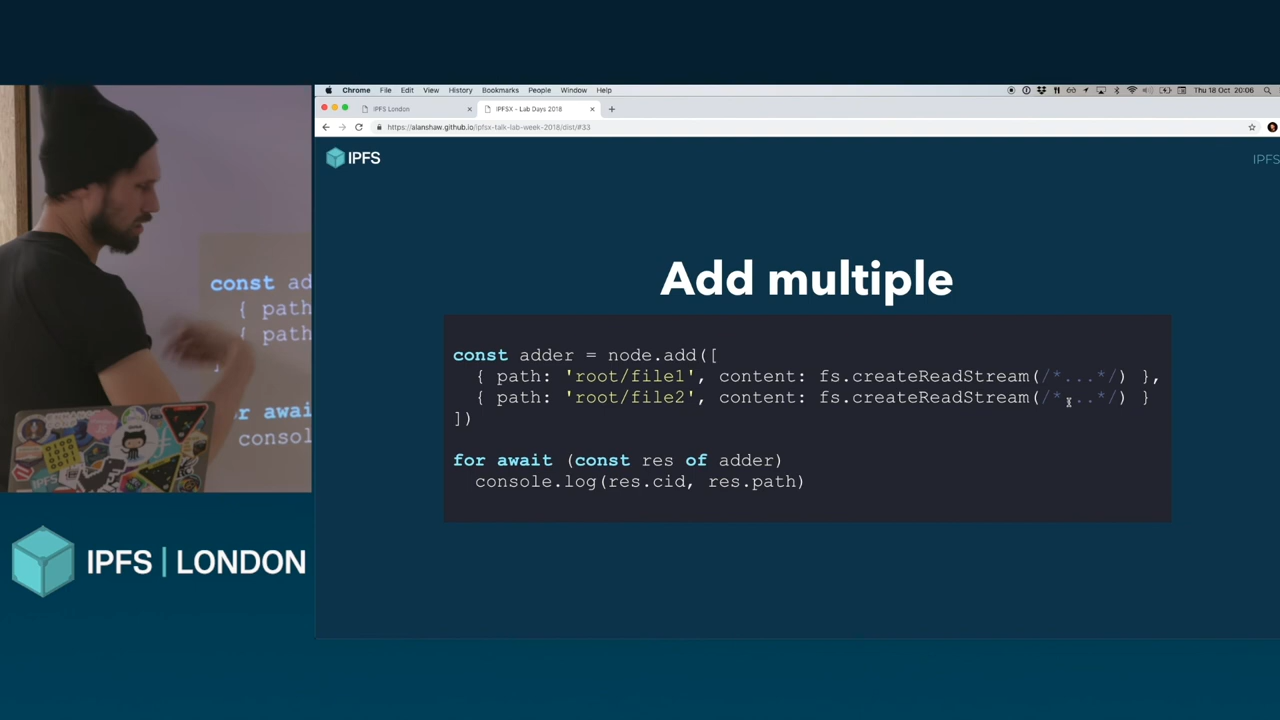 Chrome File Edit View History Bookmarks People Window Help
Thu 18 Oct 20:06
IPFS London
IPFSX - Lab Days 2018
https://alanshaw.github.io/ipfsx-talk-lab-week-2018/dist/#33
IPFS
IPFS
Add multiple
const adder = node.add([
{ path: 'root/file1', content: fs.createReadStream(/*...*/) },
{ path: 'root/file2', content: fs.createReadStream(/*...*/) }
])
for await (const res of adder)
console.log(res.cid, res.path)
const ad
{ path
{ path
r awai
console
IPFS | LONDON